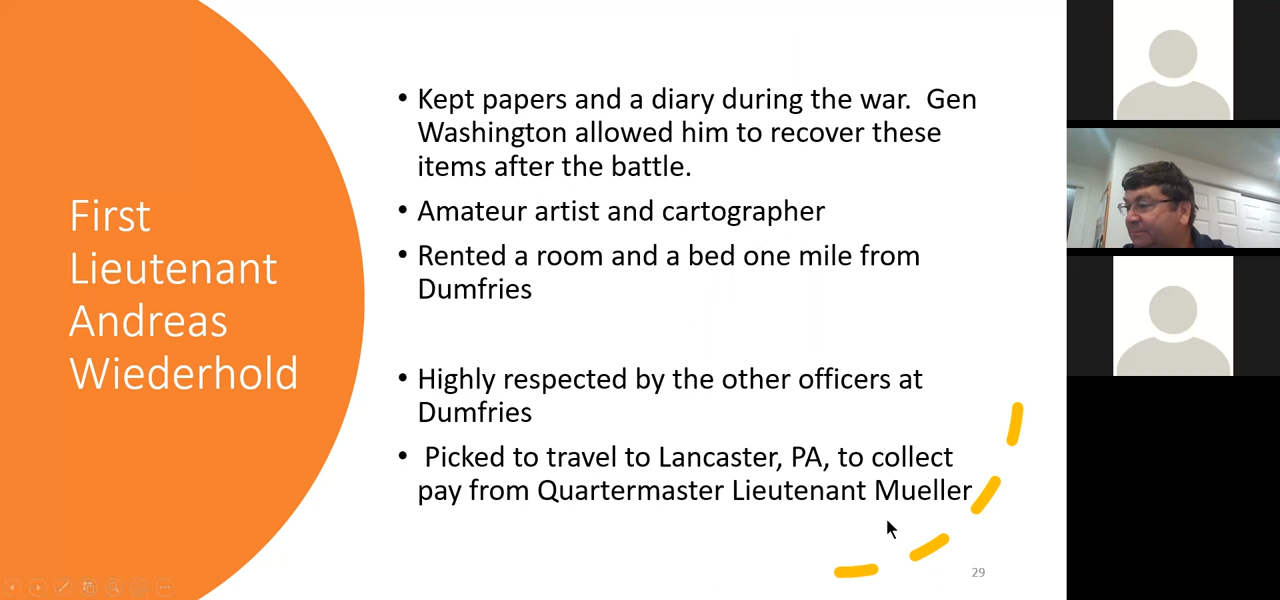 First
Lieutenant
Andreas
Wiederhold
• Kept papers and a diary during the war.  Gen
Washington allowed him to recover these
items after the battle.
• Amateur artist and cartographer
• Rented a room and a bed one mile from
Dumfries
• Highly respected by the other officers at
Dumfries
•  Picked to travel to Lancaster, PA, to collect
pay from Quartermaster Lieutenant Mueller
29